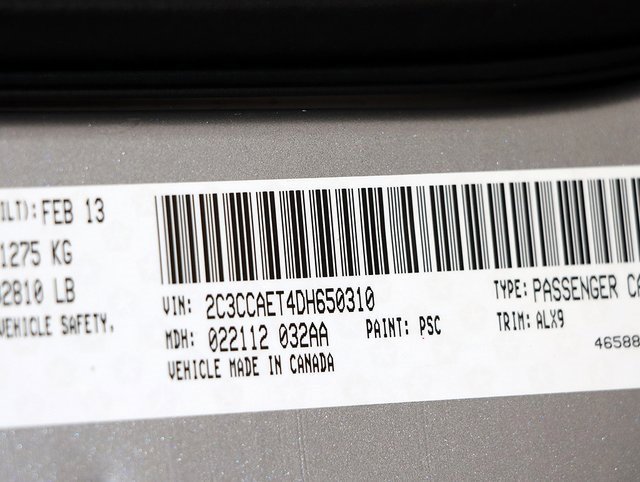 FEB 13
1275 KG
2810 LB
VEHICLE SAFETY.
VIN: 2C3CCAET4DH650310
MDH: 022112 032AA PAINT: PSC
VEHICLE MADE IN CANADA
TYPE: PASSENGER
TRIM: ALX9
46588